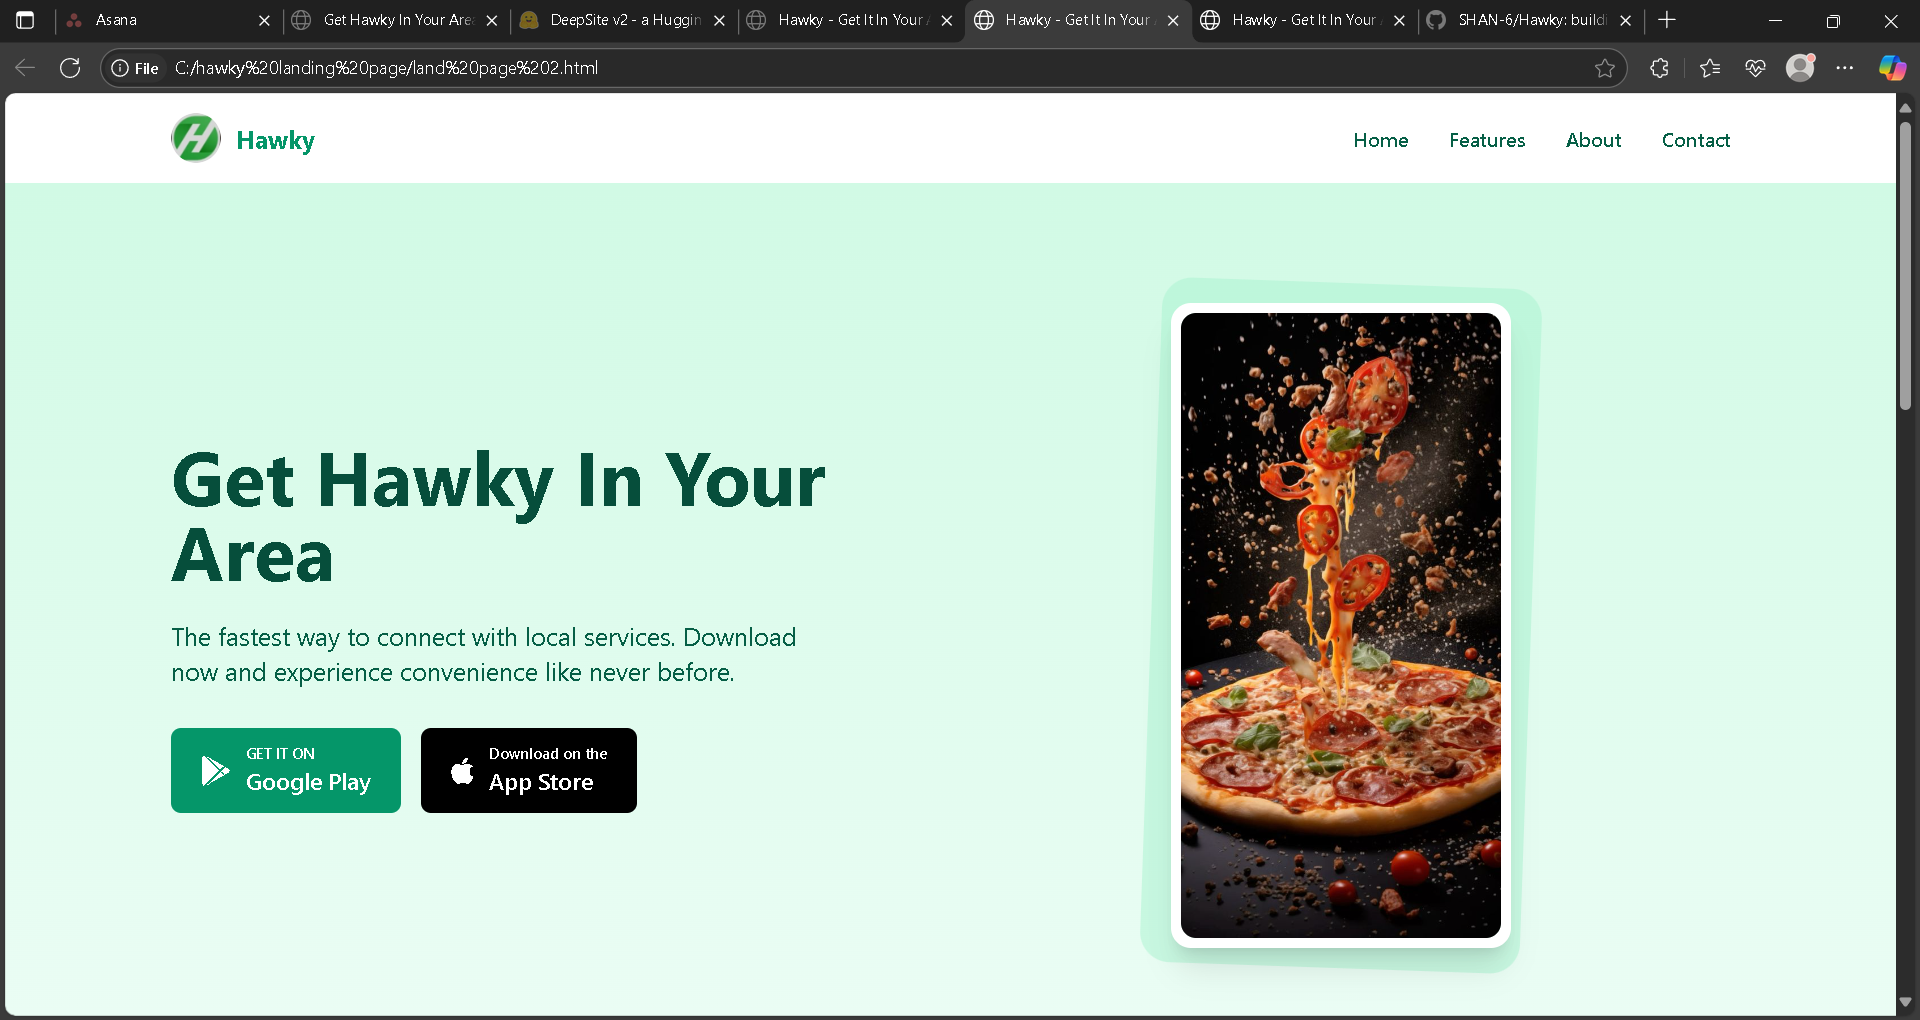 Asana
Get Hawky In Your Area
DeepSite v2 - a Huggin
Hawky - Get It In Your A
Hawky - Get It In Your A
Hawky - Get It In Your A
SHAN-6/Hawky: buildi
File
C:/hawky%20landing%20page/land%20page%202.html
H
Hawky
Home
Features
About
Contact
Get Hawky In Your
Area
The fastest way to connect with local services. Download
now and experience convenience like never before.
GET IT ON
Google Play
Download on the
App Store